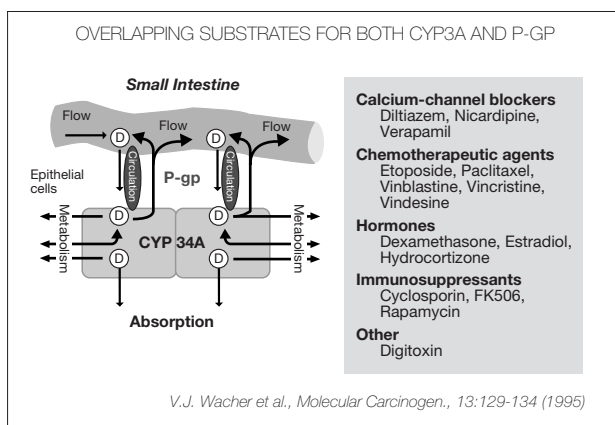 OVERLAPPING SUBSTRATES FOR BOTH CYP3A AND P-GP
Small Intestine
Flow
Flow
Flow
D
D
Epithelial
cells
Circulation
P-gp
Circulation
Metabolism
D
D
Metabolism
CYP 34A
D
D
Absorption
Calcium-channel blockers
Diltiazem, Nicardipine,
Verapamil
Chemotherapeutic agents
Etoposide, Paclitaxel,
Vinblastine, Vincristine,
Vindesine
Hormones
Dexamethasone, Estradiol,
Hydrocortizone
Immunosuppressants
Cyclosporin, FK506,
Rapamycin
Other
Digitoxin
V.J. Wacher et al., Molecular Carcinogen., 13:129-134 (1995)